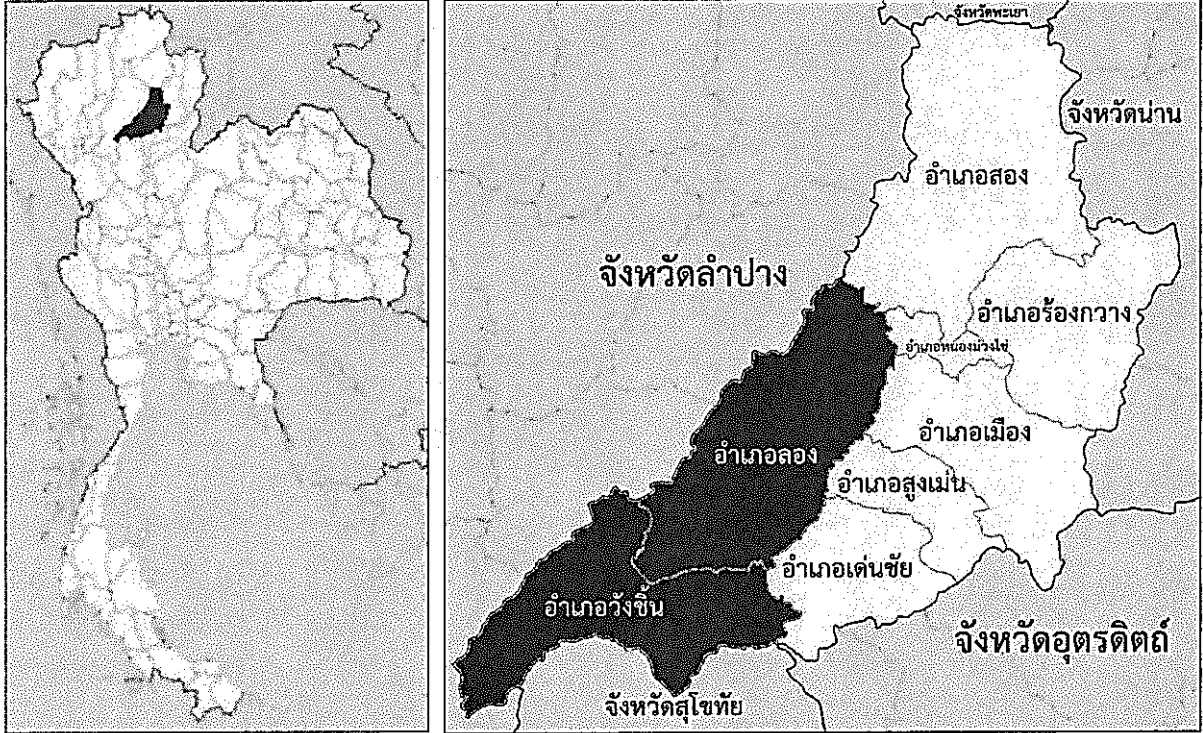 จังหวัดพะเยา
จังหวัดน่าน
อำเภอสอง
จังหวัดลำปาง
อำเภอร้องกวาง
อำเภอหนองม่วงไข่
อำเภอเมือง
อำเภอลอง
อำเภอสูงเม่น
อำเภอเด่นชัย
อำเภอวังชิ้น
จังหวัดอุตรดิตถ์
จังหวัดสุโขทัย